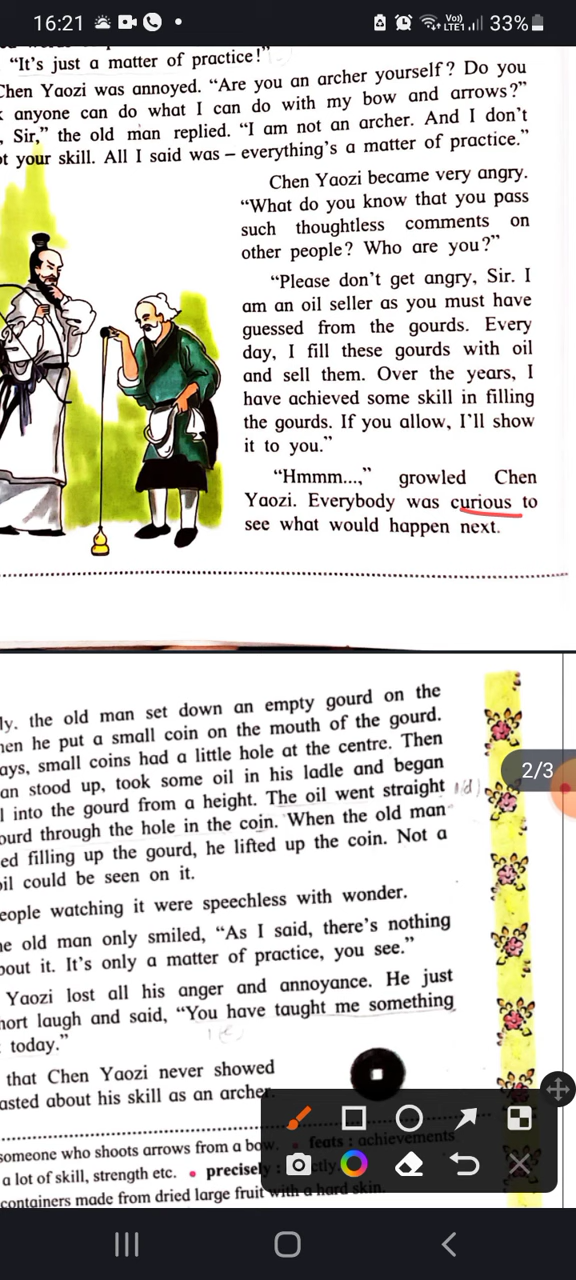 16:21
Vo))
LTE1
33%
"It's just a matter of practice!"
Chen Yaozi was annoyed. "Are you an archer yourself? Do you
anyone can do what I can do with my bow and arrows?"
, Sir," the old man replied. "I am not an archer. And I don't
your skill. All I said was – everything's a matter of practice."
Chen Yaozi became very angry.
"What do you know that you pass
such thoughtless comments on
other people? Who are you?"
"Please don't get angry, Sir. I
am an oil seller as you must have
guessed from the gourds. Every
day, I fill these gourds with oil
and sell them. Over the years, I
have achieved some skill in filling
the gourds. If you allow, I'll show
it to you."
"Hmmm...," growled Chen
Yaozi. Everybody was curious to
see what would happen next.
the old man set down an empty gourd on the
he put a small coin on the mouth of the gourd.
small coins had a little hole at the centre. Then
stood up, took some oil in his ladle and began
into the gourd from a height. The oil went straight
through the hole in the coin. When the old man
filling up the gourd, he lifted up the coin. Not a
could be seen on it.
watching it were speechless with wonder.
old man only smiled, "As I said, there's nothing
it. It's only a matter of practice, you see."
Yaozi lost all his anger and annoyance. He just
laugh and said, "You have taught me something
today."
that Chen Yaozi never showed
about his skill as an archer.
someone who shoots arrows from a bow. • feats : achievements
a lot of skill, strength etc. • precisely :
containers made from dried large fruit with a hard skin.
2/3